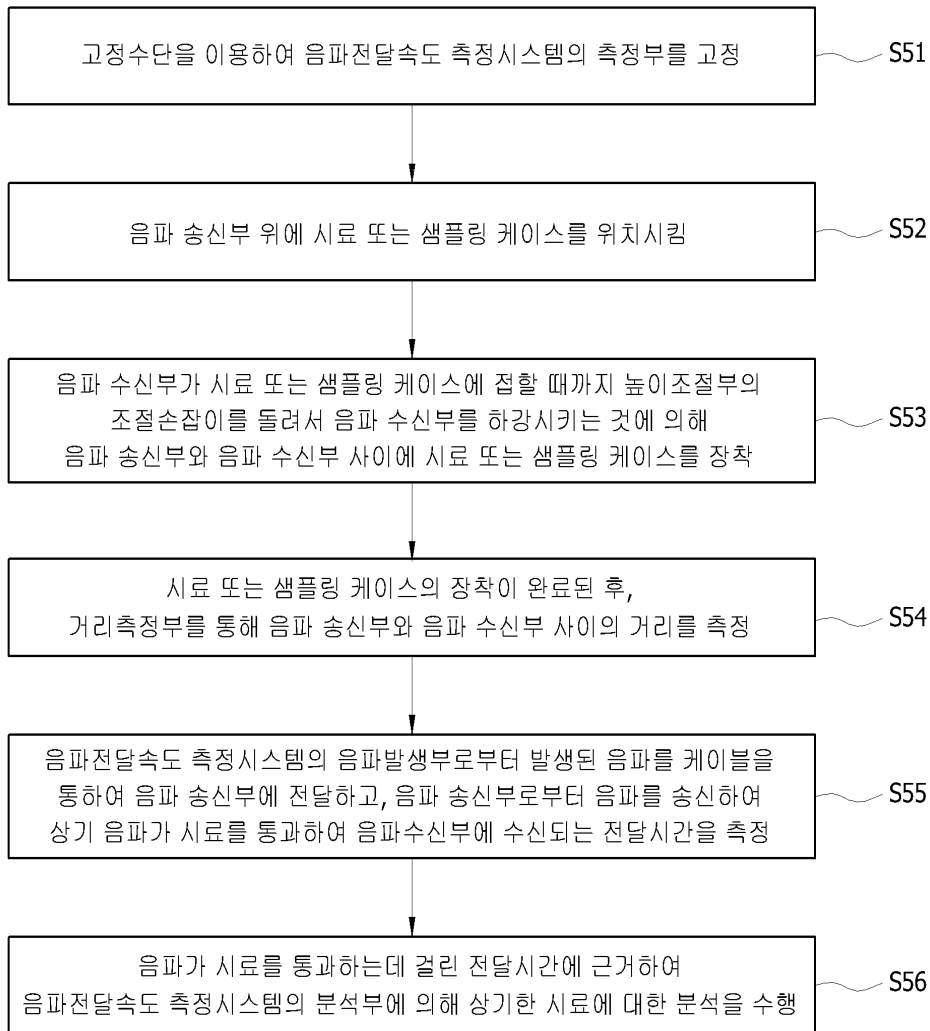 고정수단을 이용하여 음파전달속도 측정시스템의 측정부를 고정
S51
음파 송신부 위에 시료 또는 샘플링 케이스를 위치시킴
S52
음파 수신부가 시료 또는 샘플링 케이스에 접할 때까지 높이조절부의
조절손잡이를 돌려서 음파 수신부를 하강시키는 것에 의해
음파 송신부와 음파 수신부 사이에 시료 또는 샘플링 케이스를 장착
S53
시료 또는 샘플링 케이스의 장착이 완료된 후,
거리측정부를 통해 음파 송신부와 음파 수신부 사이의 거리를 측정
S54
음파전달속도 측정시스템의 음파발생부로부터 발생된 음파를 케이블을
통하여 음파 송신부에 전달하고, 음파 송신부로부터 음파를 송신하여
상기 음파가 시료를 통과하여 음파수신부에 수신되는 전달시간을 측정
S55
음파가 시료를 통과하는데 걸린 전달시간에 근거하여
음파전달속도 측정시스템의 분석부에 의해 상기한 시료에 대한 분석을 수행
S56